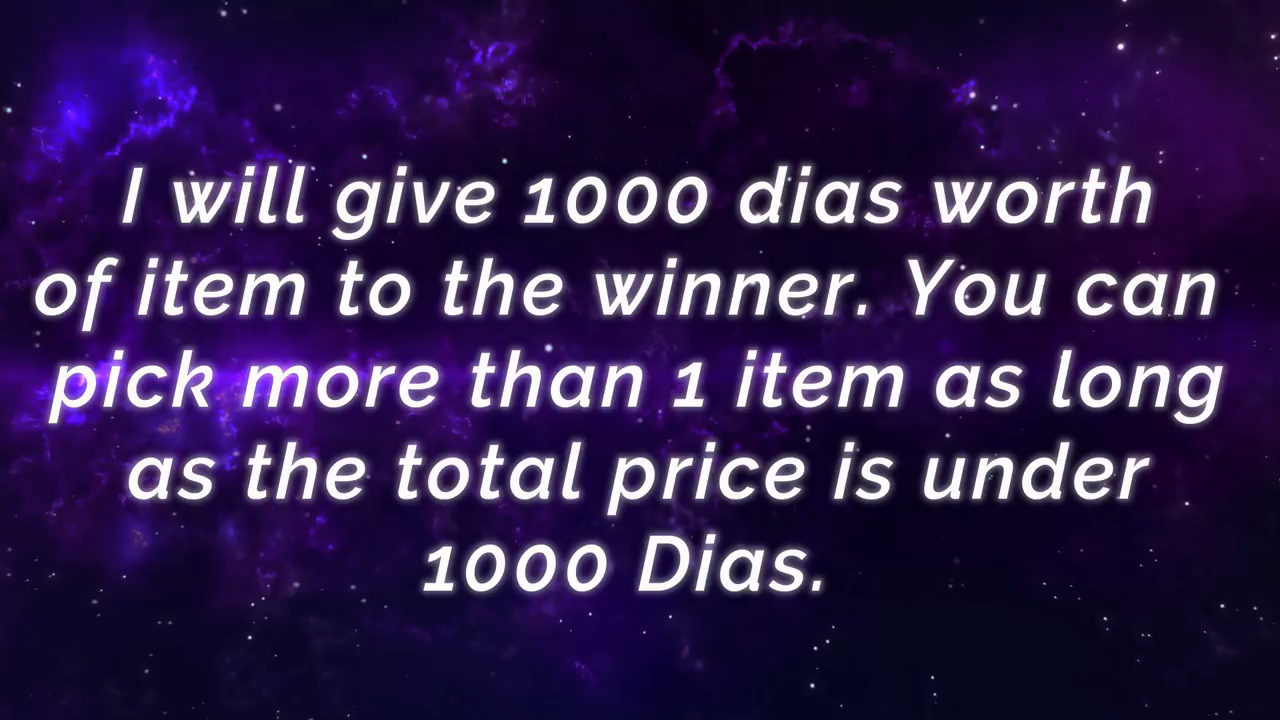 I will give 1000 dias worth
of item to the winner. You can
pick more than 1 item as long
as the total price is under
1000 Dias.